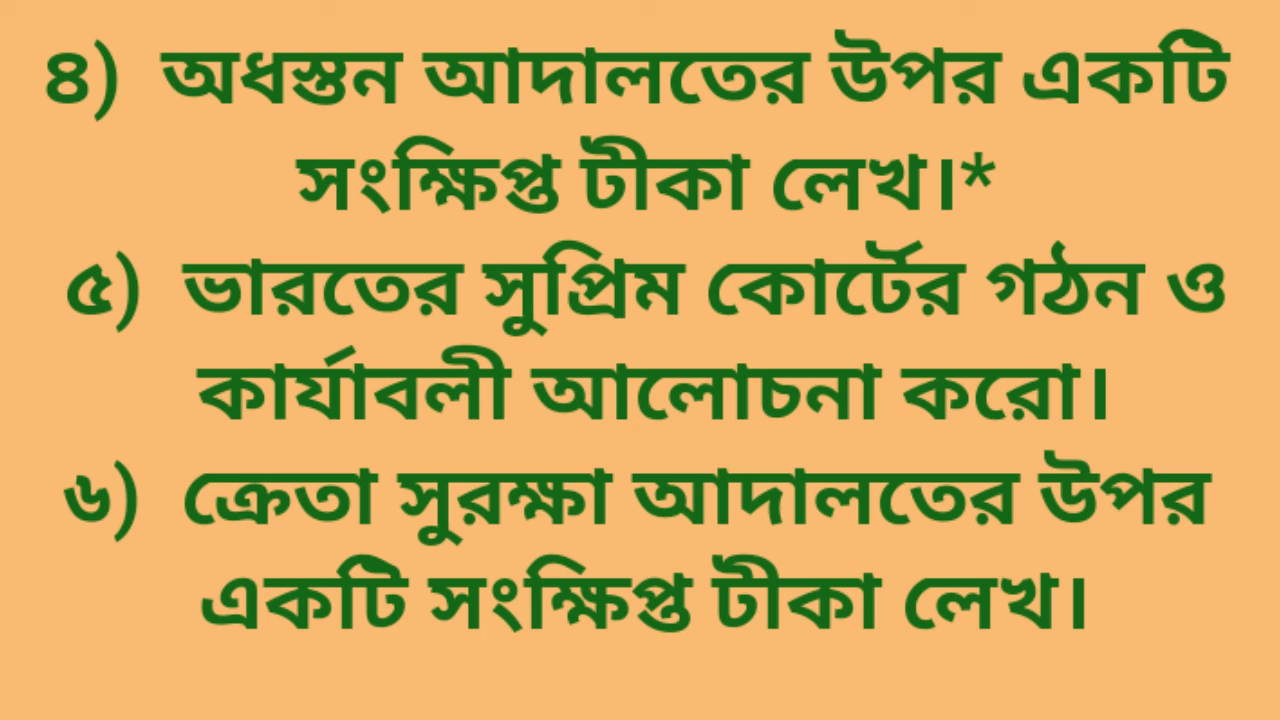 ৪) অধস্তন আদালতের উপর একটি
সংক্ষিপ্ত টীকা লেখ।*
৫) ভারতের সুপ্রিম কোর্টের গঠন ও
কার্যাবলী আলোচনা করো।
৬) ক্রেতা সুরক্ষা আদালতের উপর
একটি সংক্ষিপ্ত টীকা লেখ।